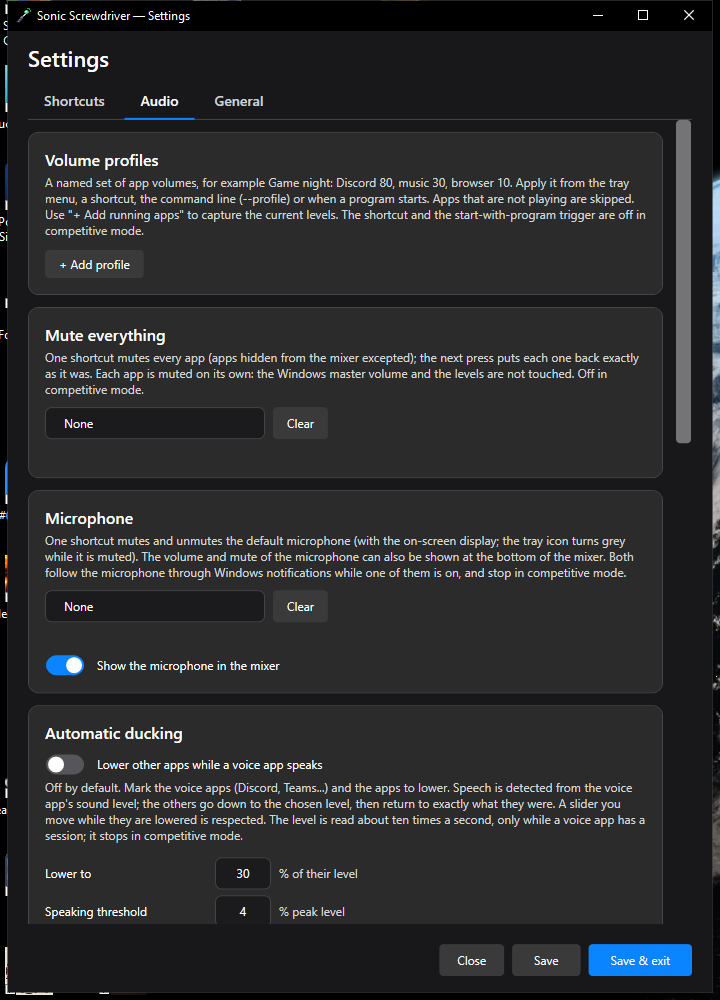 Sonic Screwdriver — Settings
Settings
Shortcuts Audio General
Volume profiles
A named set of app volumes, for example Game night: Discord 80, music 30, browser 10. Apply it from the tray
menu, a shortcut, the command line (--profile) or when a program starts. Apps that are not playing are skipped.
Use "+ Add running apps" to capture the current levels. The shortcut and the start-with-program trigger are off in
competitive mode.
+ Add profile
Mute everything
One shortcut mutes every app (apps hidden from the mixer excepted); the next press puts each one back exactly
as it was. Each app is muted on its own: the Windows master volume and the levels are not touched. Off in
competitive mode.
None Clear
Microphone
One shortcut mutes and unmutes the default microphone (with the on-screen display; the tray icon turns grey
while it is muted). The volume and mute of the microphone can also be shown at the bottom of the mixer. Both
follow the microphone through Windows notifications while one of them is on, and stop in competitive mode.
None Clear
Show the microphone in the mixer
Automatic ducking
Lower other apps while a voice app speaks
Off by default. Mark the voice apps (Discord, Teams...) and the apps to lower. Speech is detected from the voice
app's sound level; the others go down to the chosen level, then return to exactly what they were. A slider you
move while they are lowered is respected. The level is read about ten times a second, only while a voice app has a
session; it stops in competitive mode.
Lower to 30 % of their level
Speaking threshold 4 % peak level
Close Save Save & exit